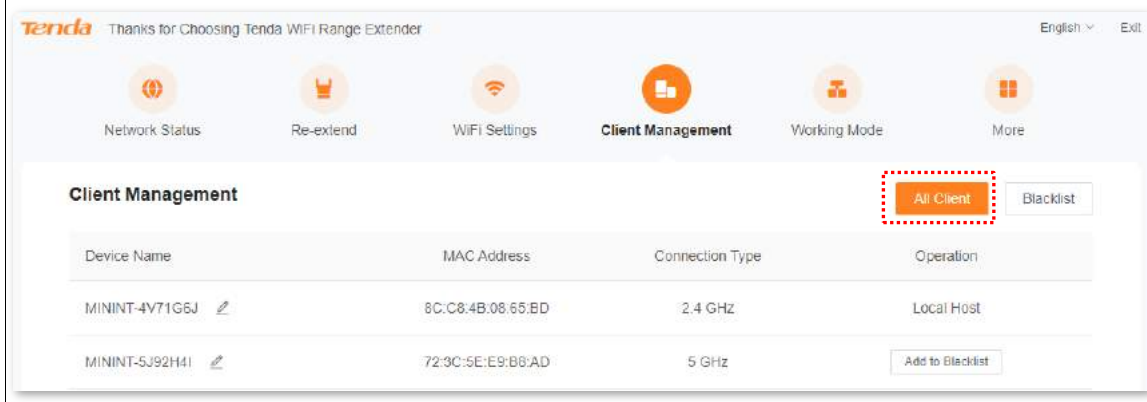 Tenda Thanks for Choosing Tenda WiFi Range Extender English Exit
Network Status Re-extend WiFi Settings Client Management Working Mode More
Client Management All Client Blacklist
Device Name MAC Address Connection Type Operation
MININT-4V71G6J 8C:C8:4B:08:65:BD 2.4 GHz Local Host
MININT-5J92H4I 72:3C:5E:E9:B8:AD 5 GHz Add to Blacklist